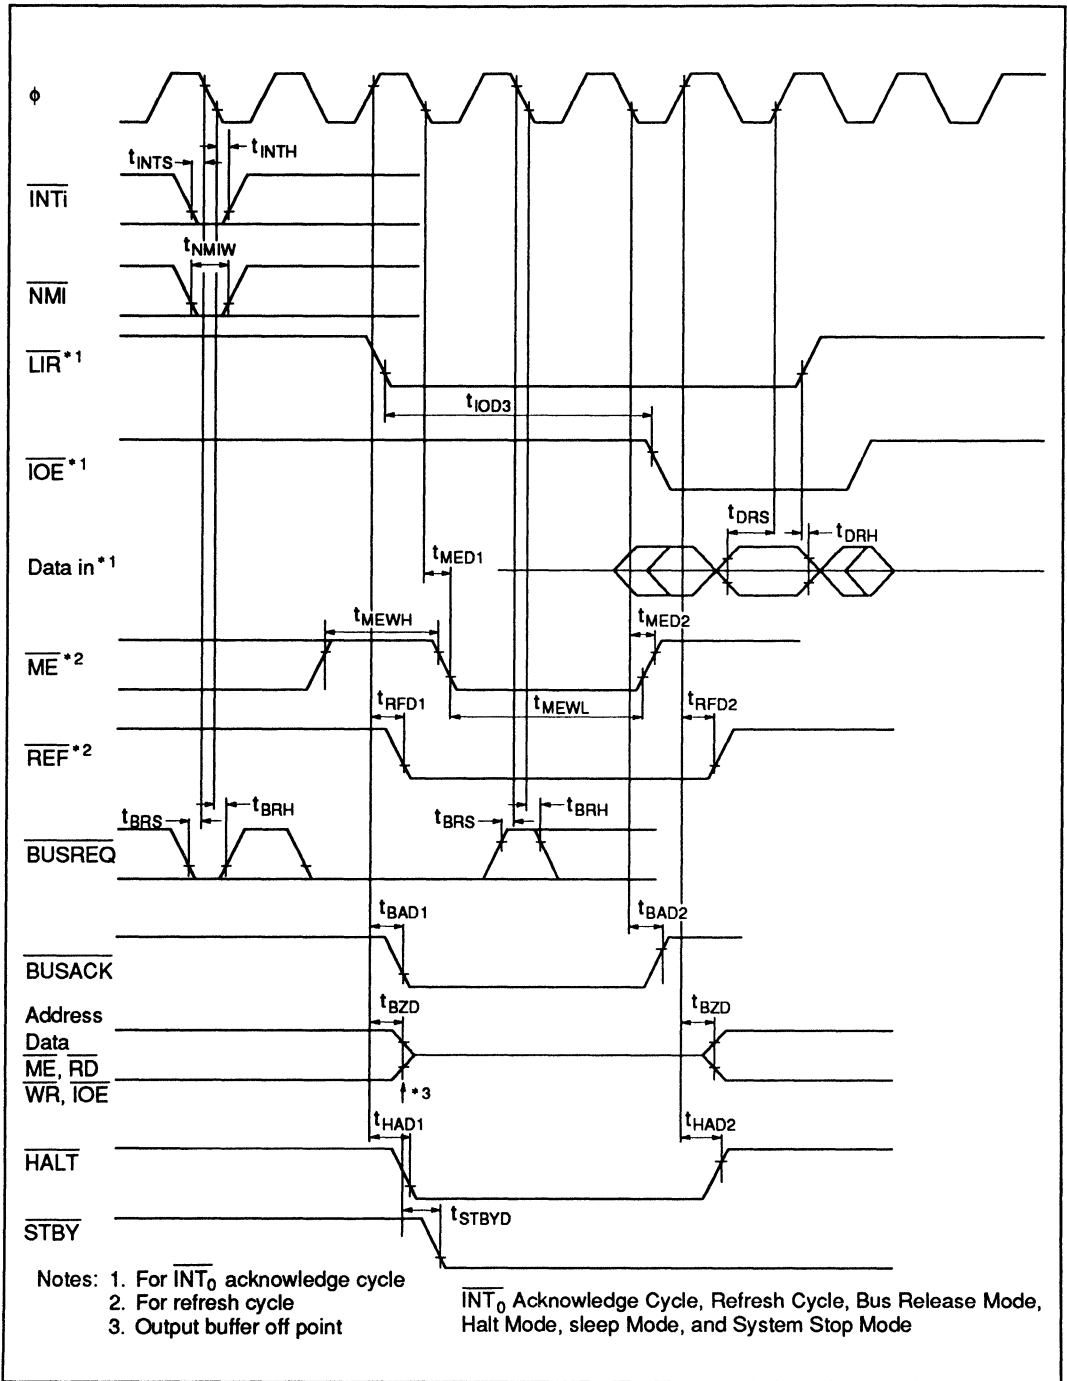 ϕ
tINTS tINTH
INTi
tNMIW
NMI
LIR*1
tIOD3
IOE*1
tDRS tDRH
Data in*1
tMED1
tMEWH tMED2
ME*2
tRFD1 tMEWL tRFD2
REF*2
tBRS tBRH tBRS tBRH
BUSREQ
tBAD1 tBAD2
BUSACK
tBZD tBZD
Address
Data
ME, RD
WR, IOE
*3
tHAD1 tHAD2
HALT
tSTBYD
STBY
Notes: 1. For INT0 acknowledge cycle
2. For refresh cycle
3. Output buffer off point
INT0 Acknowledge Cycle, Refresh Cycle, Bus Release Mode,
Halt Mode, sleep Mode, and System Stop Mode